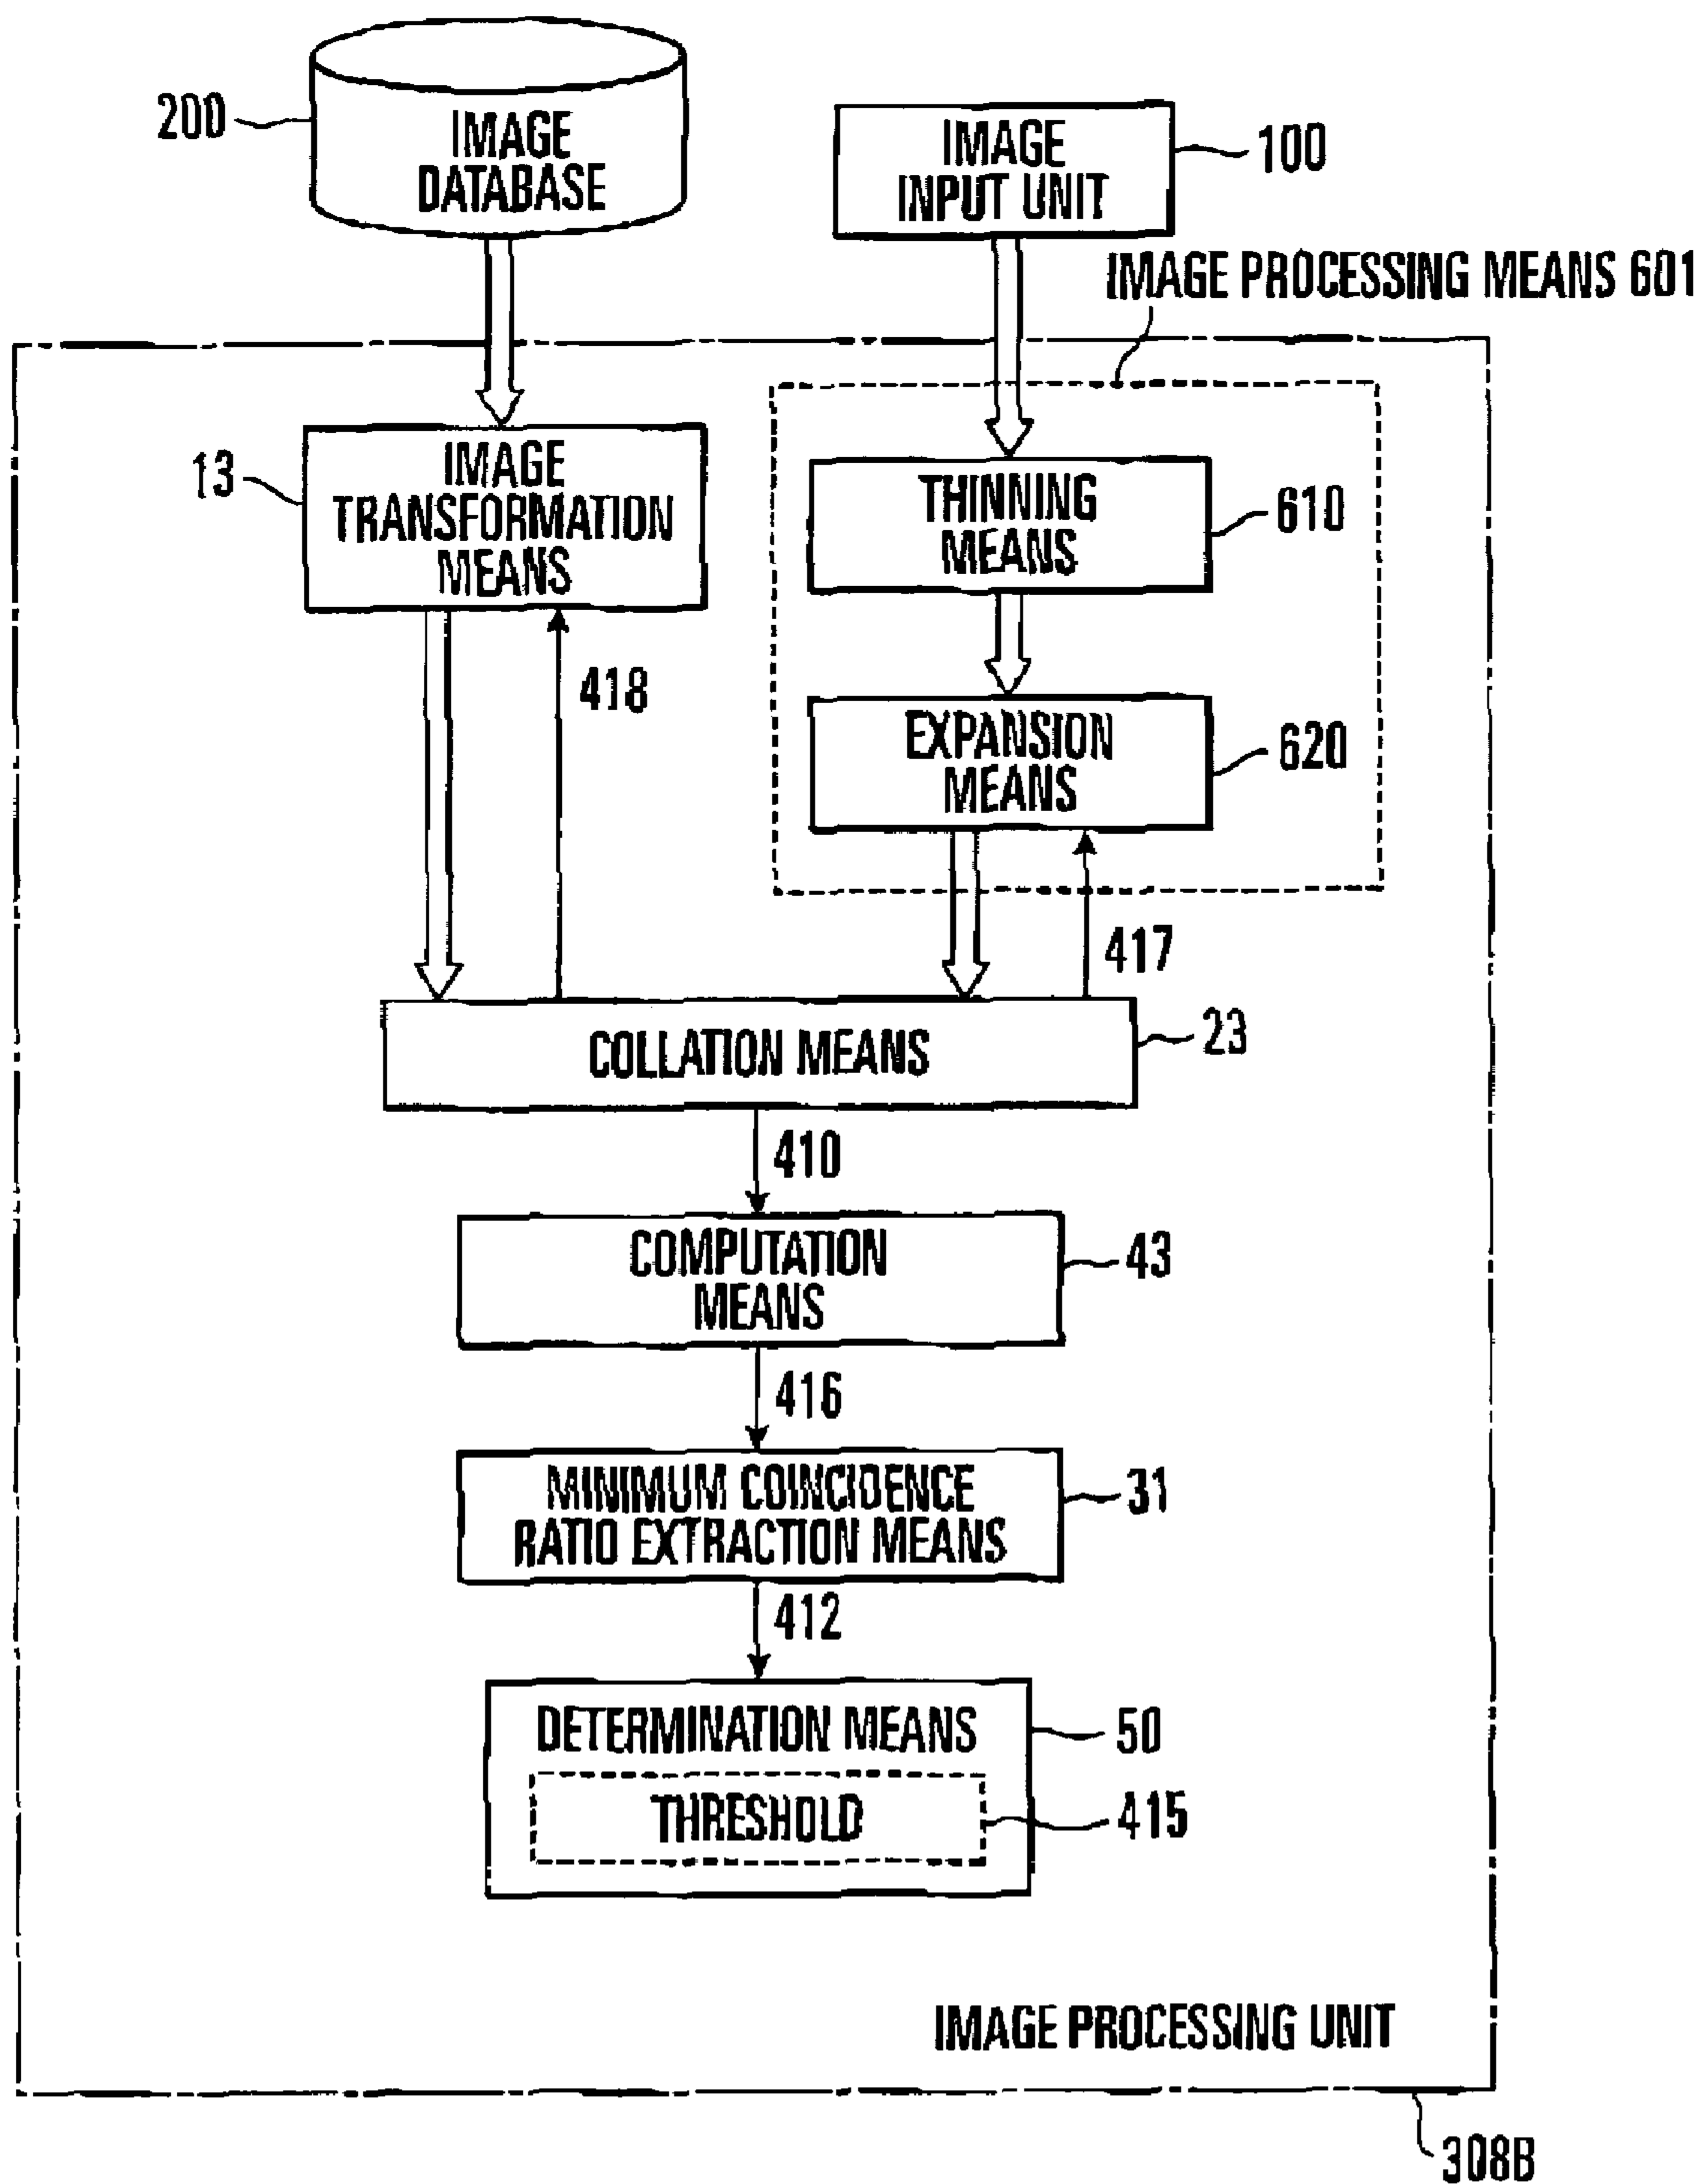 200
IMAGE
DATABASE
IMAGE
INPUT UNIT
100
IMAGE PROCESSING MEANS 601
13
IMAGE
TRANSFORMATION
MEANS
THINNING
MEANS
610
418
EXPANSION
MEANS
620
417
COLLATION MEANS
23
410
COMPUTATION
MEANS
43
416
MINIMUM COINCIDENCE
RATIO EXTRACTION MEANS
31
412
DETERMINATION MEANS
50
THRESHOLD
415
IMAGE PROCESSING UNIT
308B